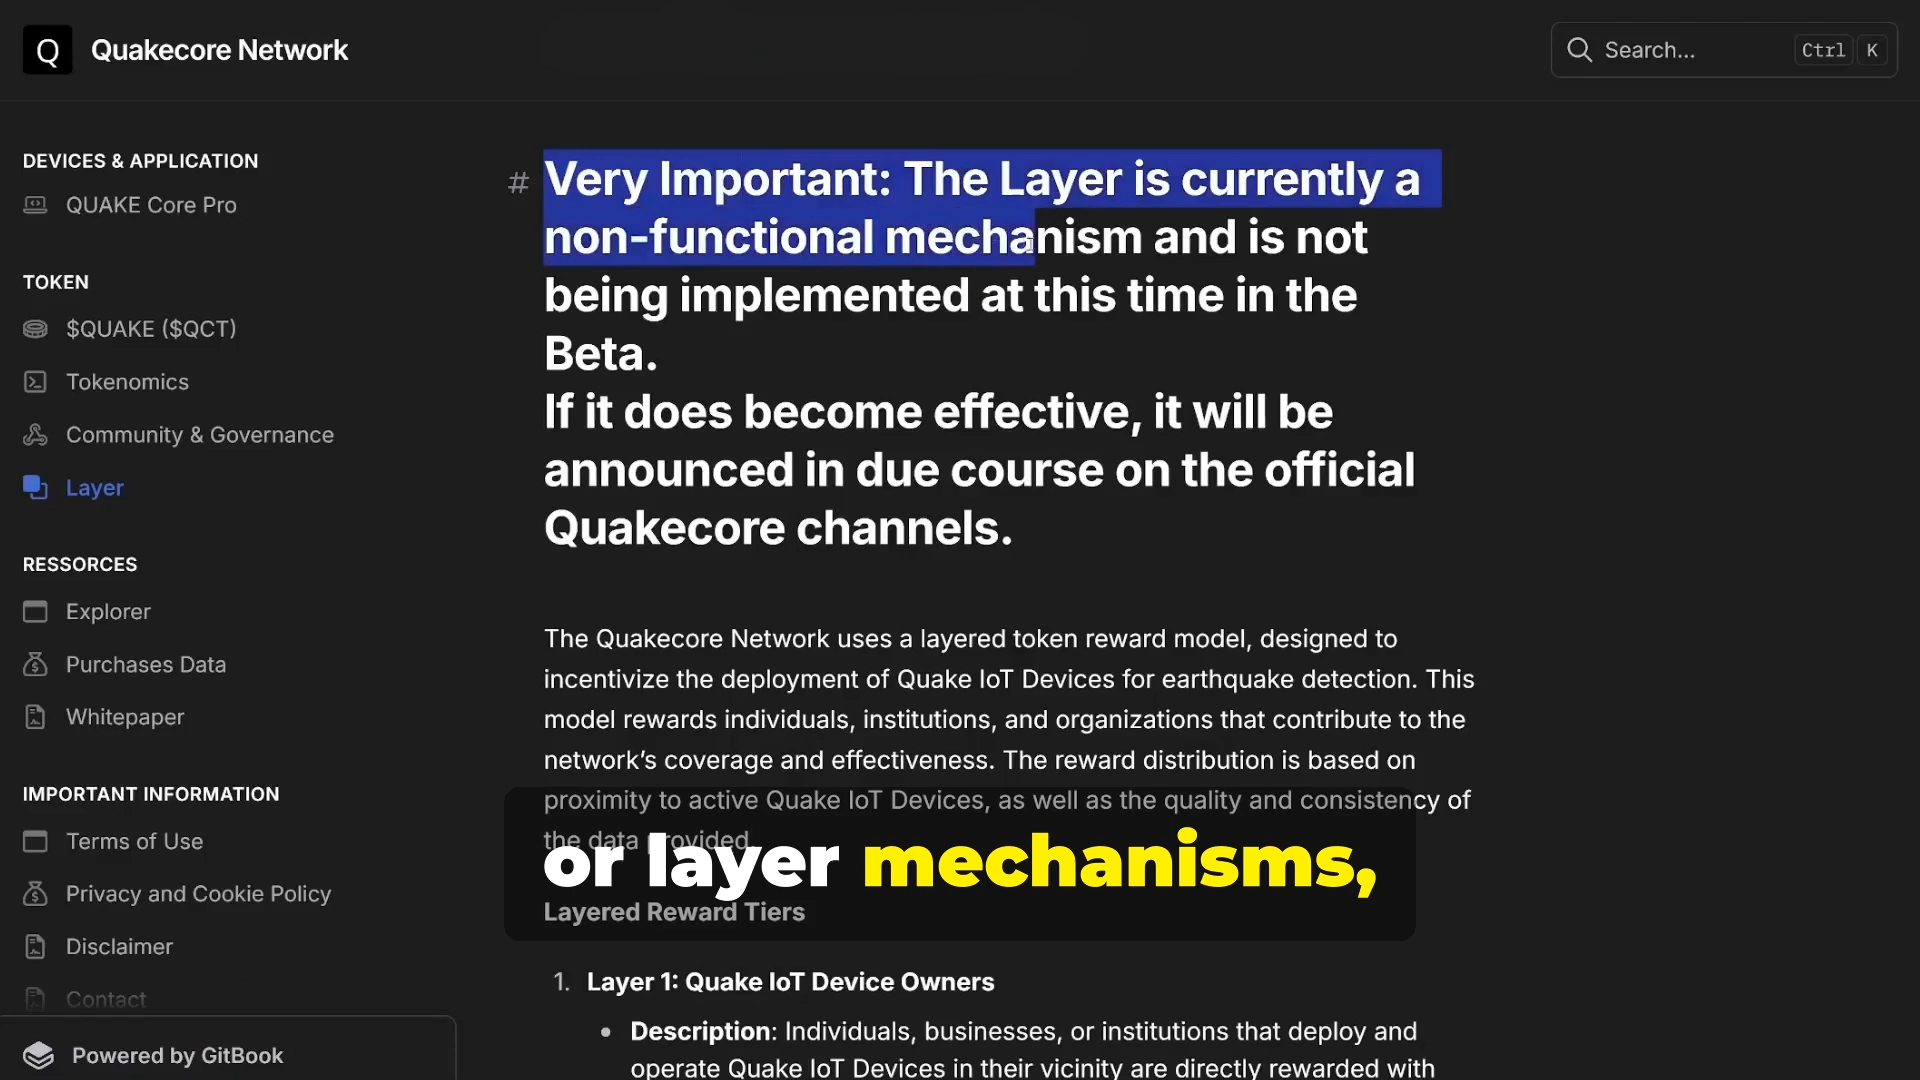 Q Quakecore Network
Search... Ctrl K
DEVICES & APPLICATION
QUAKE Core Pro
TOKEN
$QUAKE ($QCT)
Tokenomics
Community & Governance
Layer
RESSORCES
Explorer
Purchases Data
Whitepaper
IMPORTANT INFORMATION
Terms of Use
Privacy and Cookie Policy
Disclaimer
Contact
Powered by GitBook
# Very Important: The Layer is currently a
non-functional mechanism and is not
being implemented at this time in the
Beta.
If it does become effective, it will be
announced in due course on the official
Quakecore channels.
The Quakecore Network uses a layered token reward model, designed to
incentivize the deployment of Quake IoT Devices for earthquake detection. This
model rewards individuals, institutions, and organizations that contribute to the
network's coverage and effectiveness. The reward distribution is based on
proximity to active Quake IoT Devices, as well as the quality and consistency of
the data provided.
or layer mechanisms,
Layered Reward Tiers
1. Layer 1: Quake IoT Device Owners
• Description: Individuals, businesses, or institutions that deploy and
operate Quake IoT Devices in their vicinity are directly rewarded with